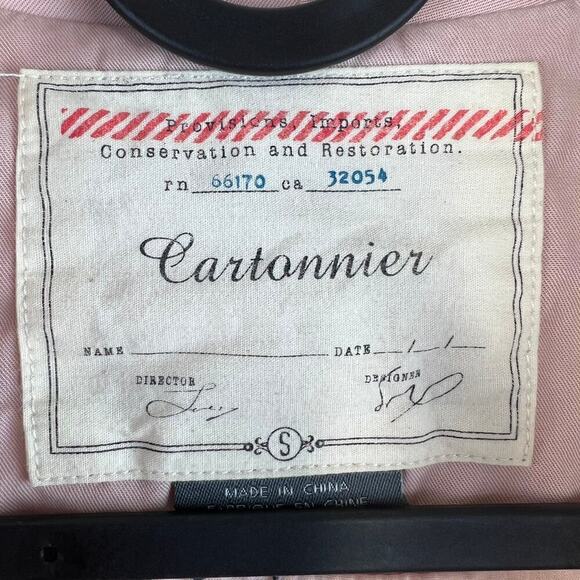 Provisions, Imports,
Conservation and Restoration.
rn 66170 ca 32054
Cartonnier
NAME DATE / /
DIRECTOR DESIGNER
S
MADE IN CHINA
FABRIQUE EN CHINE